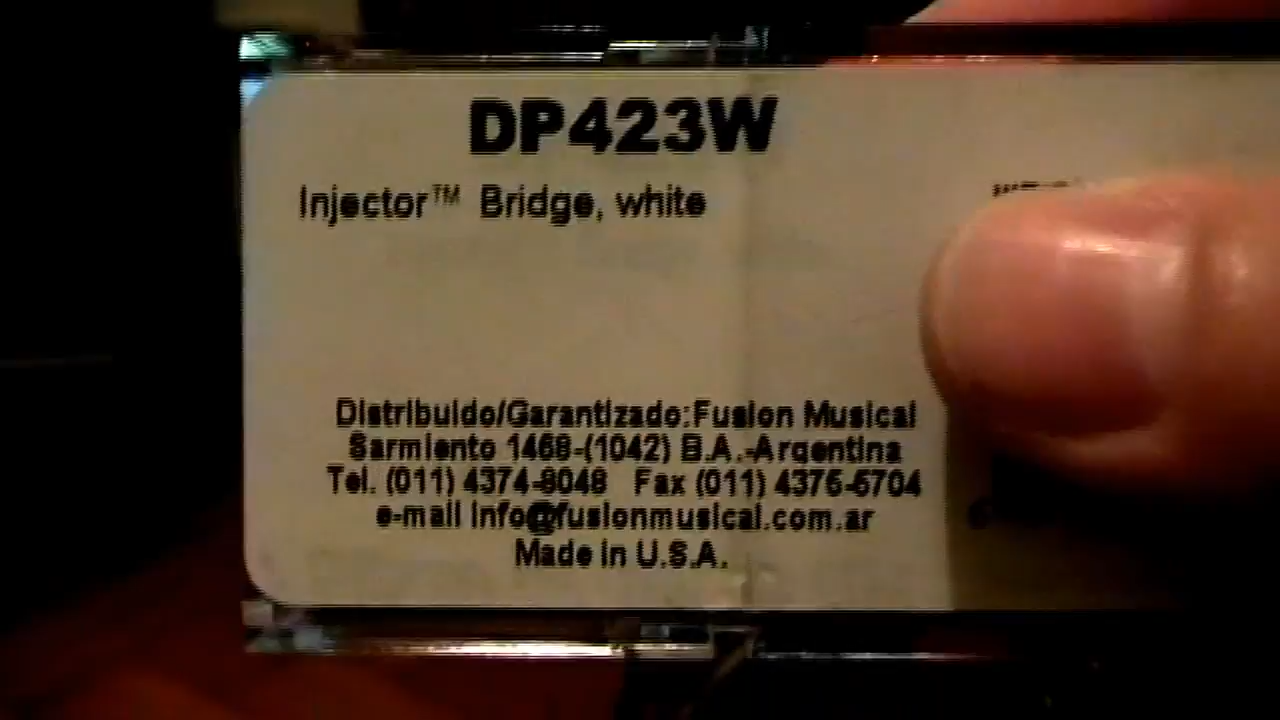 DP423W
Injector™ Bridge, white
Distribuido/Garantizado:Fusion Musical
Sarmiento 1468-(1042) B.A.-Argentina
Tel. (011) 4374-8048 Fax (011) 4375-5704
e-mail info@fusionmusical.com.ar
Made in U.S.A.